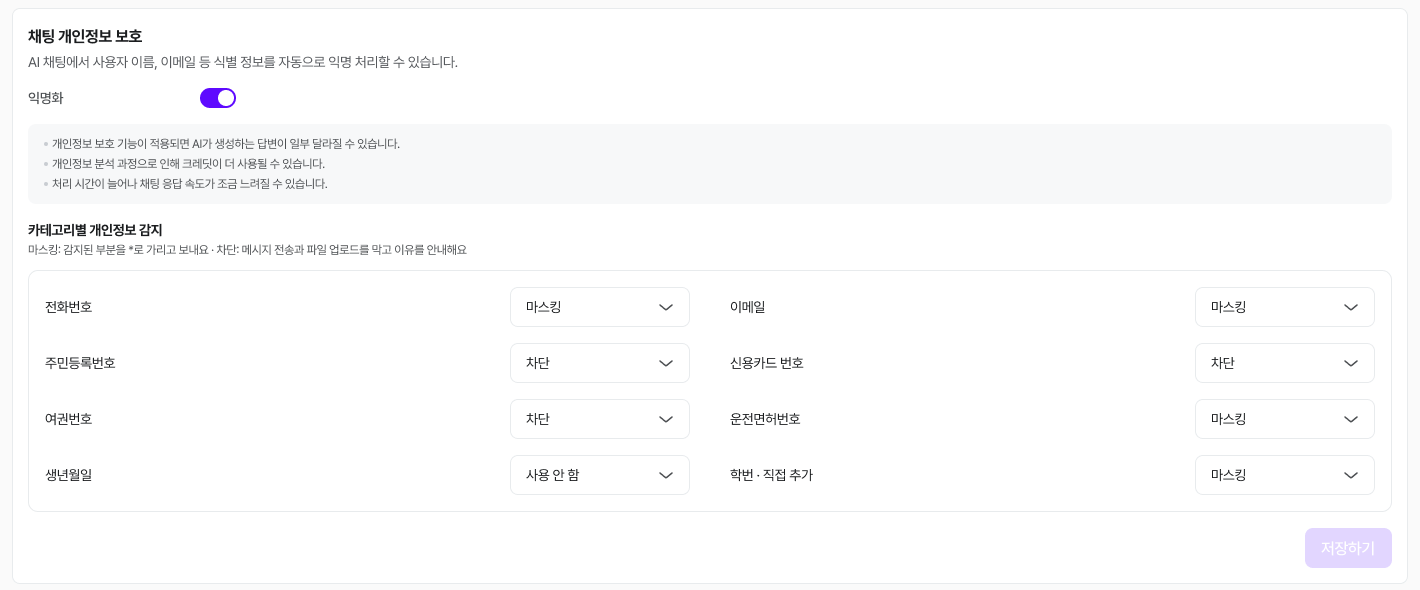 채팅 개인정보 보호
AI 채팅에서 사용자 이름, 이메일 등 식별 정보를 자동으로 익명 처리할 수 있습니다.
익명화
• 개인정보 보호 기능이 적용되면 AI가 생성하는 답변이 일부 달라질 수 있습니다.
• 개인정보 분석 과정으로 인해 크레딧이 더 사용될 수 있습니다.
• 처리 시간이 늘어나 채팅 응답 속도가 조금 느려질 수 있습니다.
카테고리별 개인정보 감지
마스킹: 감지된 부분을 *로 가리고 보내요 · 차단: 메시지 전송과 파일 업로드를 막고 이유를 안내해요
전화번호 마스킹 이메일 마스킹
주민등록번호 차단 신용카드 번호 차단
여권번호 차단 운전면허번호 마스킹
생년월일 사용 안 함 학번 · 직접 추가 마스킹
저장하기